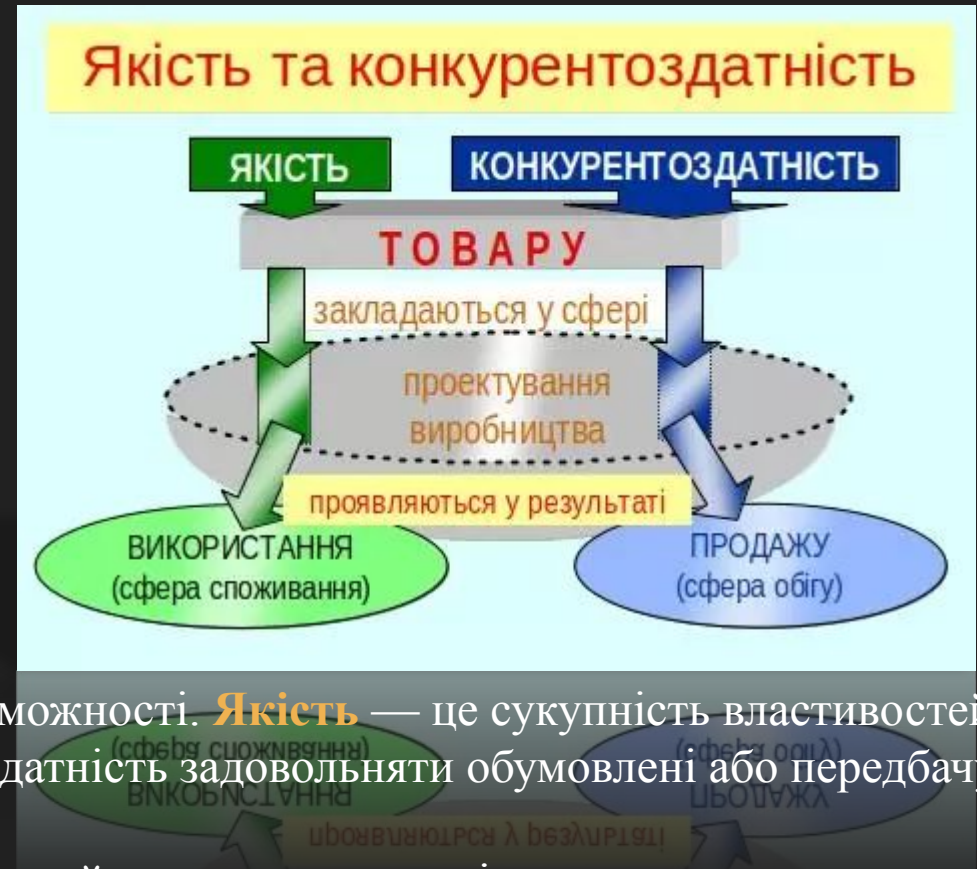 Якість та конкурентоздатність
ЯКІСТЬ
КОНКУРЕНТОЗДАТНІСТЬ
ТОВАРУ
закладаються у сфері
проектування
виробництва
проявляються у результаті
ВИКОРИСТАННЯ
(сфера споживання)
ПРОДАЖУ
(сфера обігу)
можності. Якість — це сукупність властивостей
датність задовольняти обумовлені або передбач